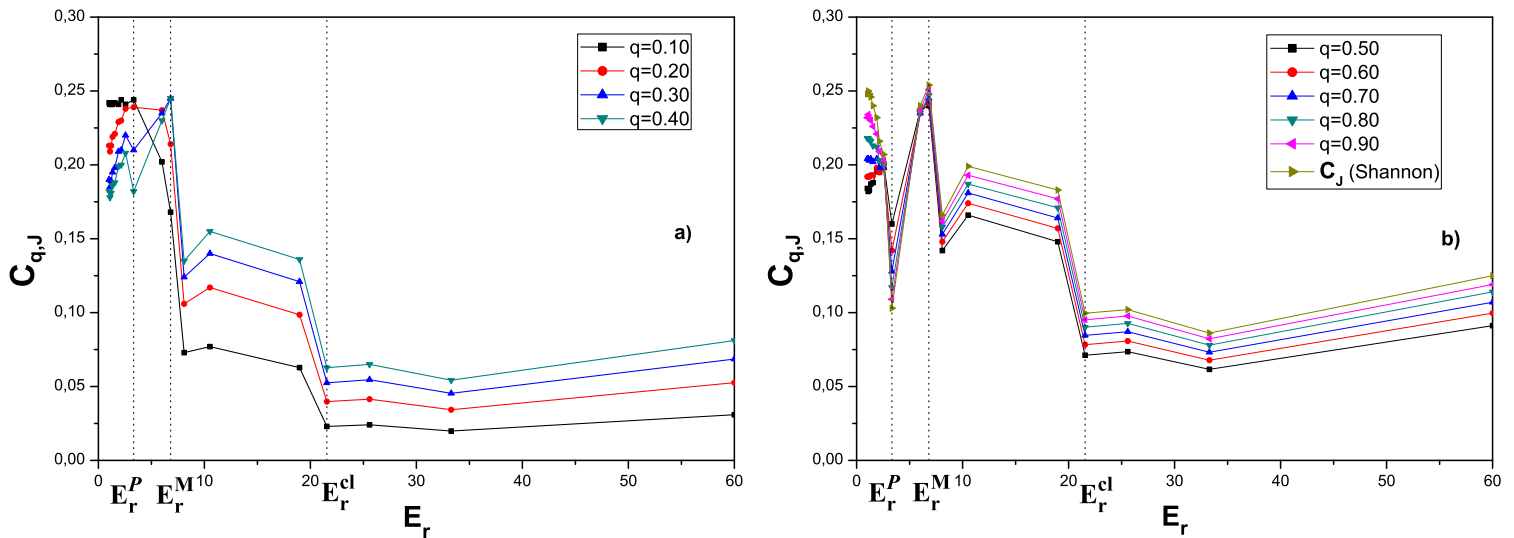 0,30
0,25
0,20
0,15
0,10
0,05
0,00
C_q,J
0 10 20 30 40 50 60
E_r^P E_r^M E_r^cl
E_r
q=0.10
q=0.20
q=0.30
q=0.40
a)
0,30
0,25
0,20
0,15
0,10
0,05
0,00
C_q,J
0 10 20 30 40 50 60
E_r^P E_r^M E_r^cl
E_r
q=0.50
q=0.60
q=0.70
q=0.80
q=0.90
C_J (Shannon)
b)